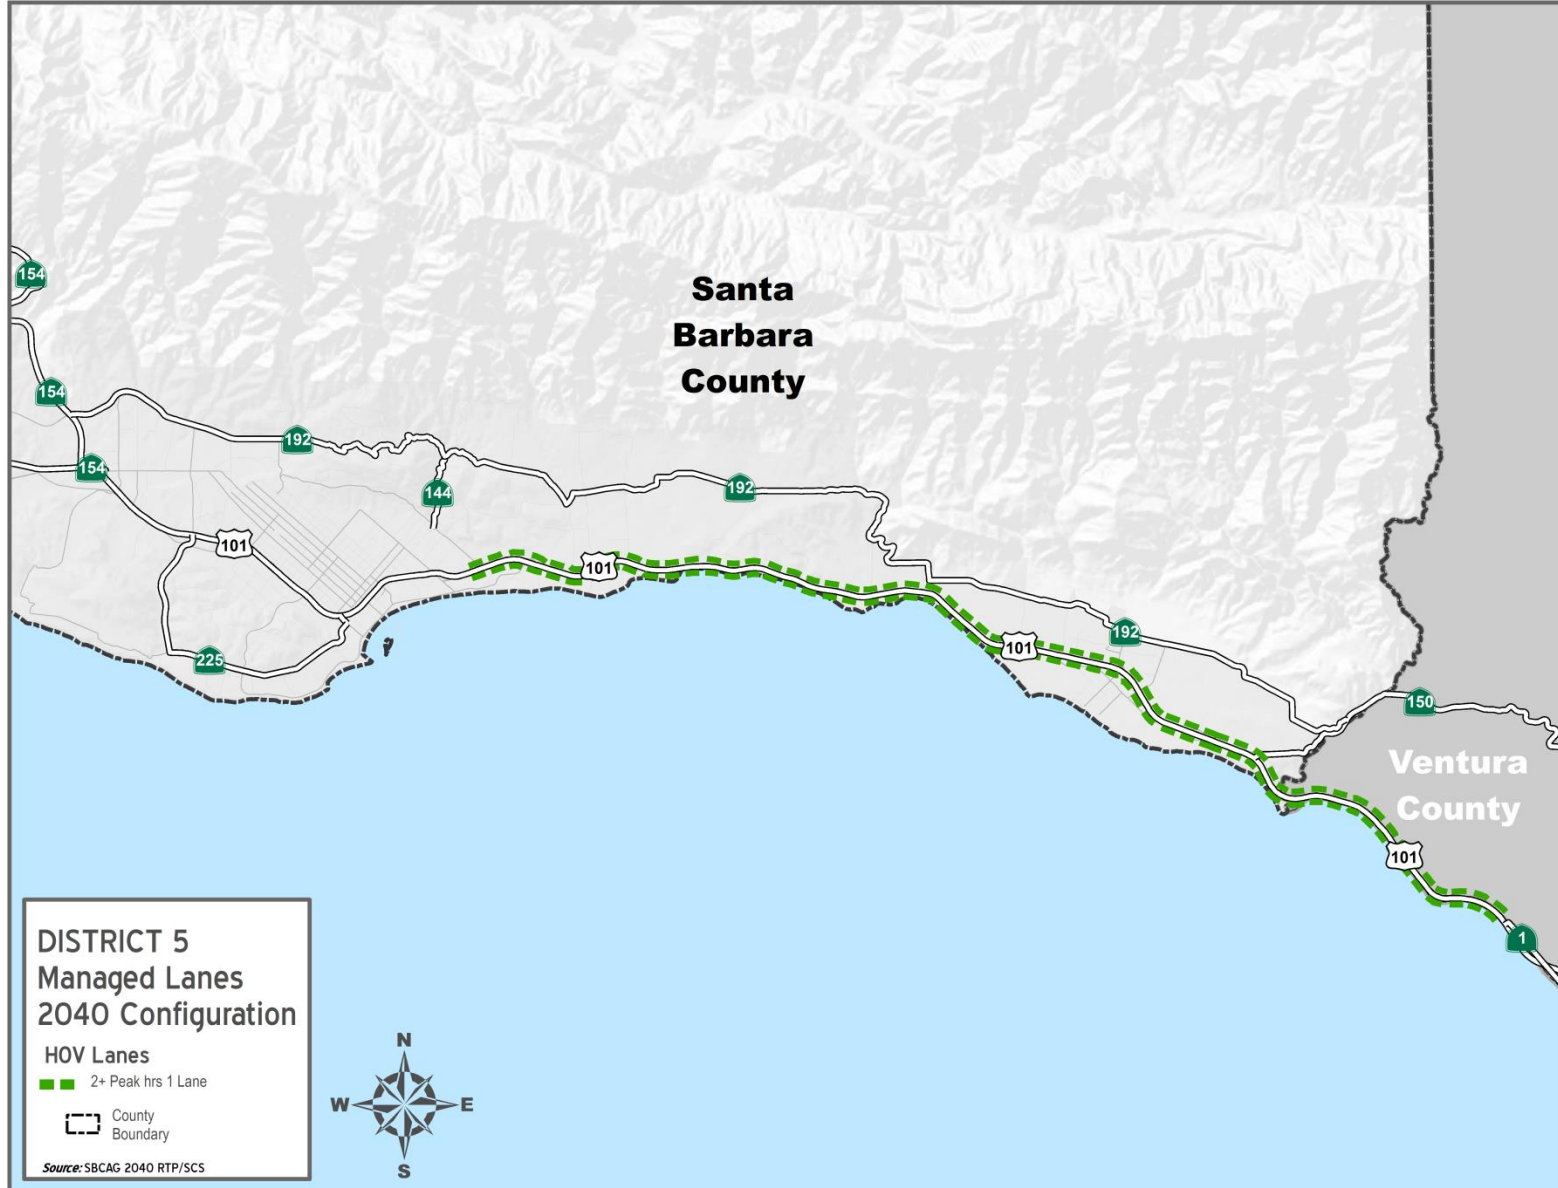 154
154
154
192
144
192
101
101
225
Santa
Barbara
County
101
192
150
Ventura
County
101
1
DISTRICT 5
Managed Lanes
2040 Configuration
HOV Lanes
2+ Peak hrs 1 Lane
County
Boundary
Source: SBCAG 2040 RTP/SCS
N
W
E
S